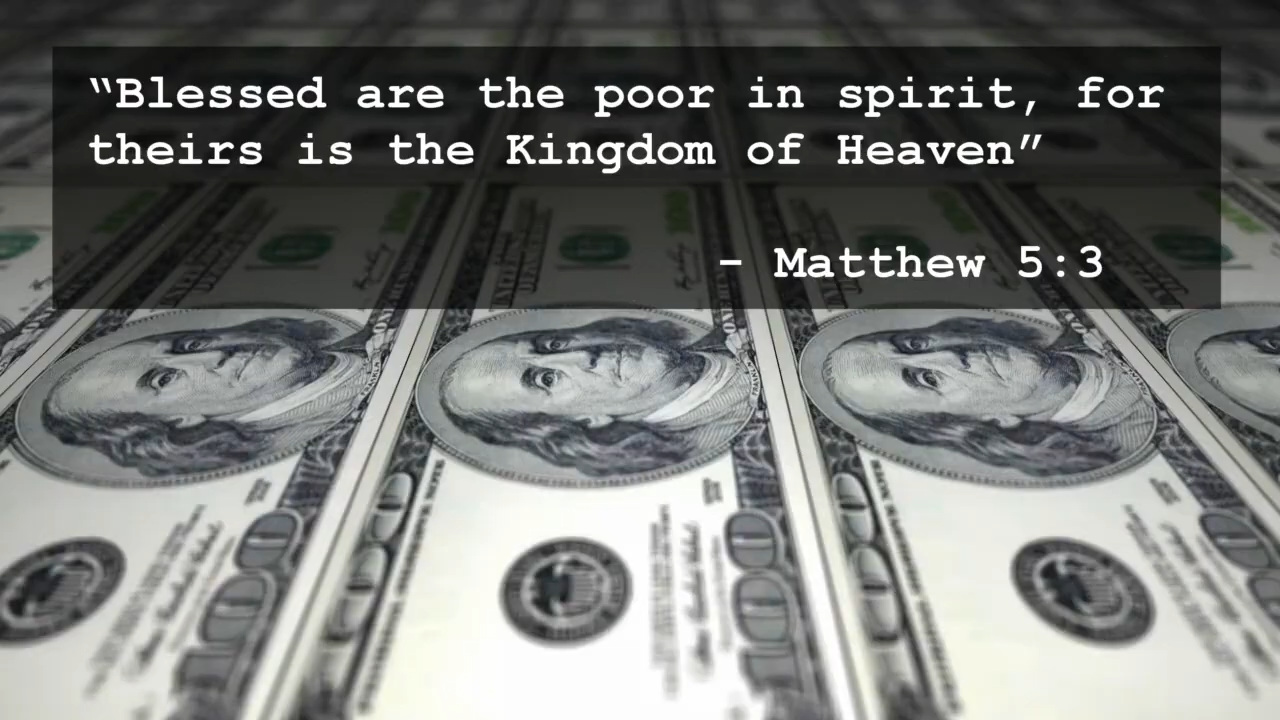 “Blessed are the poor in spirit, for
theirs is the Kingdom of Heaven”
- Matthew 5:3